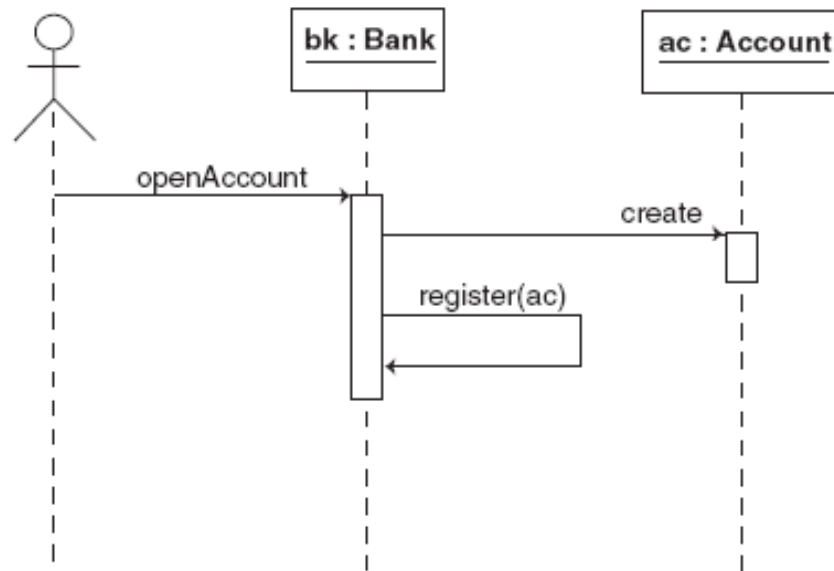 bk : Bank
ac : Account
openAccount
create
register(ac)